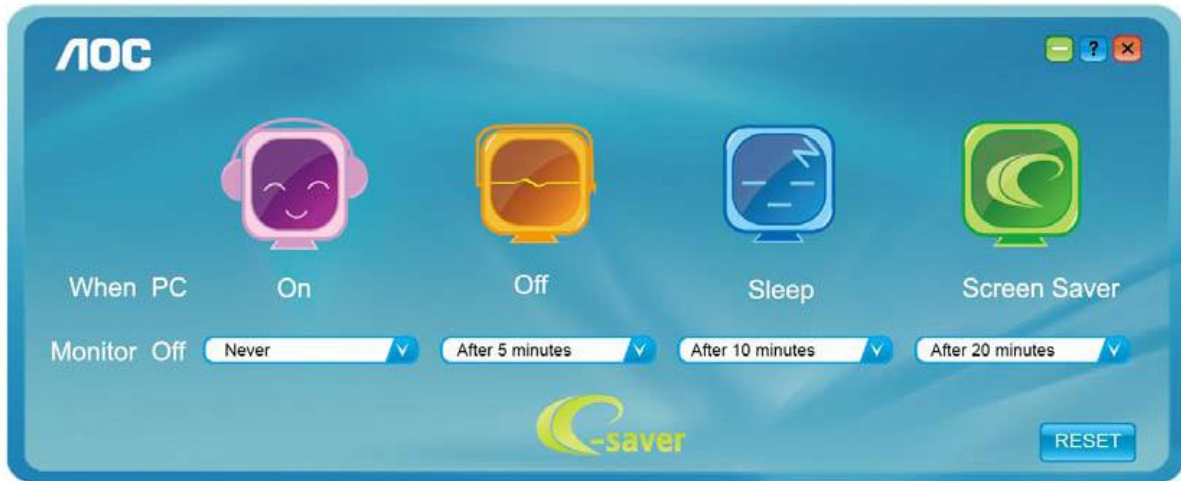 AOC
?
When PC On Off Sleep Screen Saver
Monitor Off Never After 5 minutes After 10 minutes After 20 minutes
e-saver
RESET